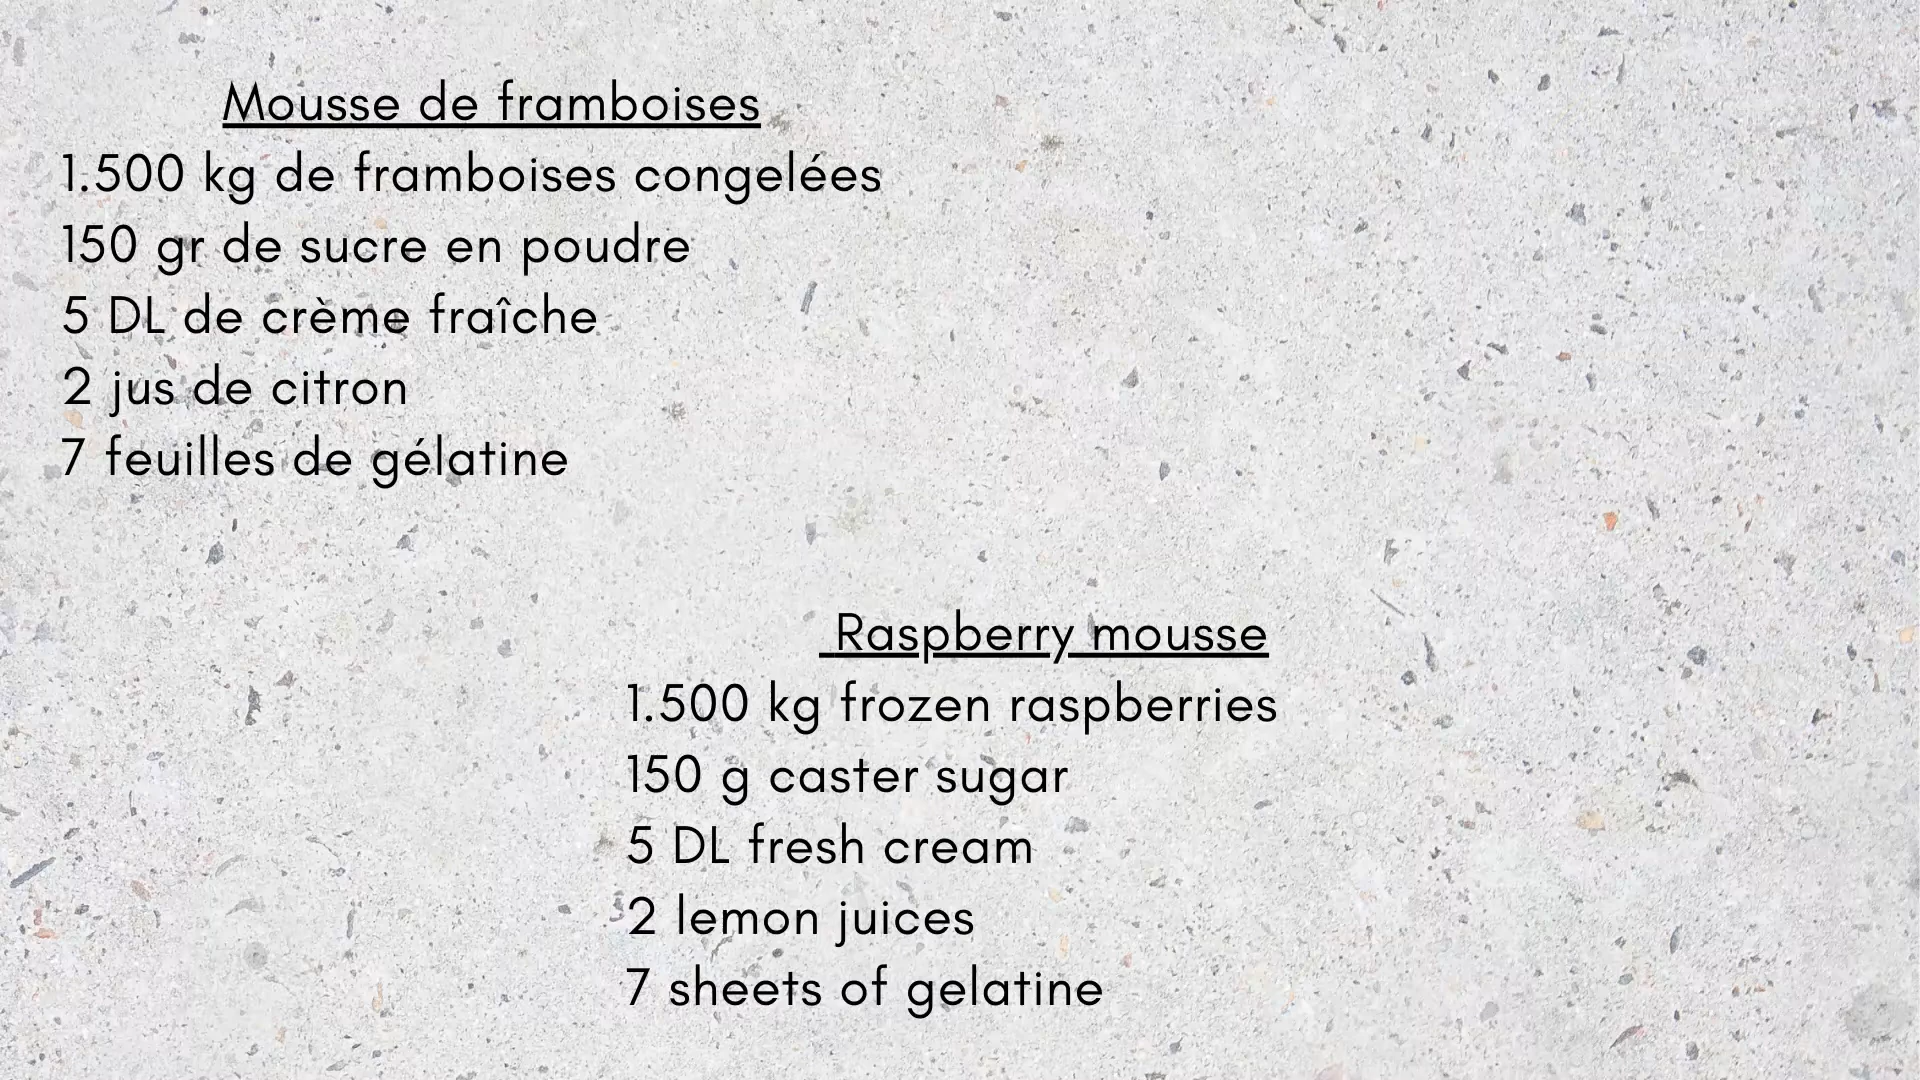 Mousse de framboises
1.500 kg de framboises congelées
150 gr de sucre en poudre
5 DL de crème fraîche
2 jus de citron
7 feuilles de gélatine
Raspberry mousse
1.500 kg frozen raspberries
150 g caster sugar
5 DL fresh cream
2 lemon juices
7 sheets of gelatine